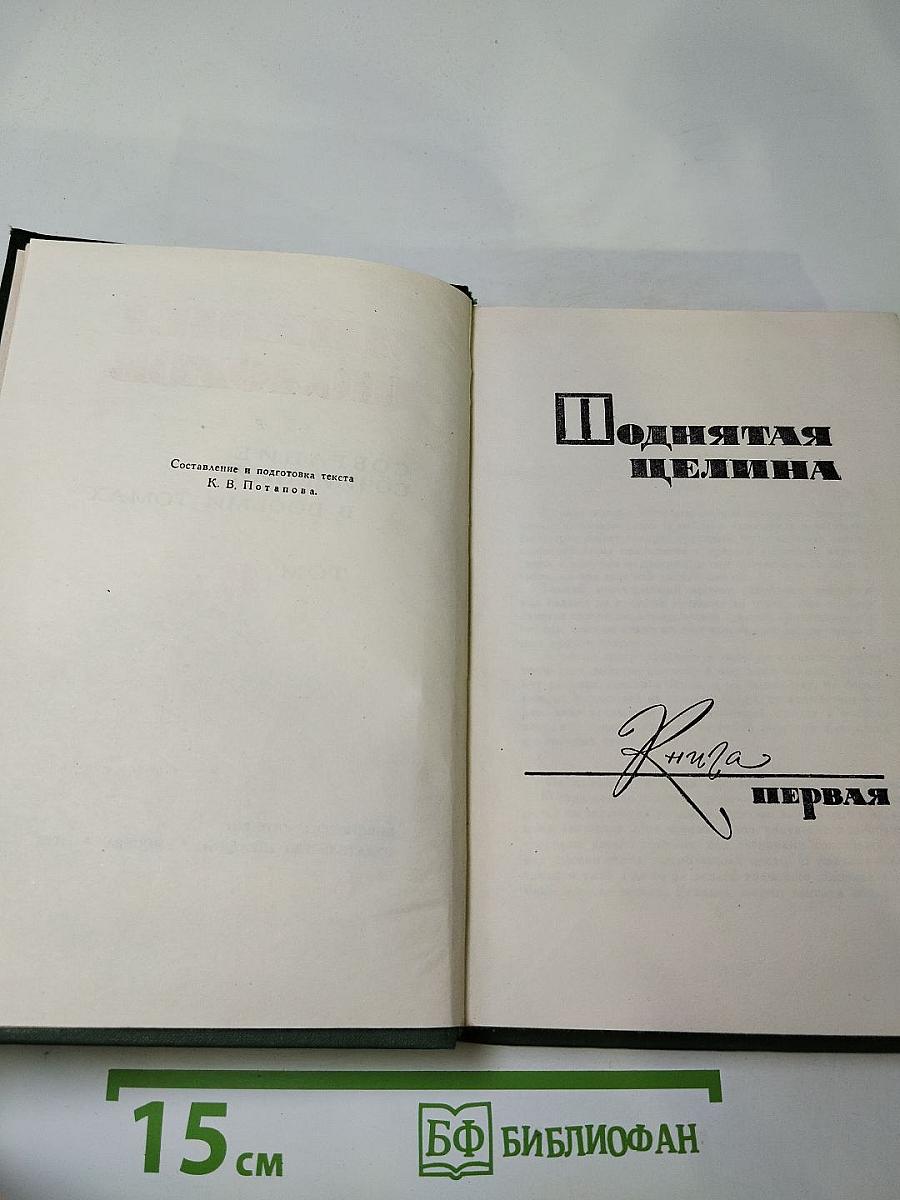 Составление и подготовка текста
К. В. Потапова.
Поднятая
целина
Книга
первая
15 см
БФ БИБЛИОФАН